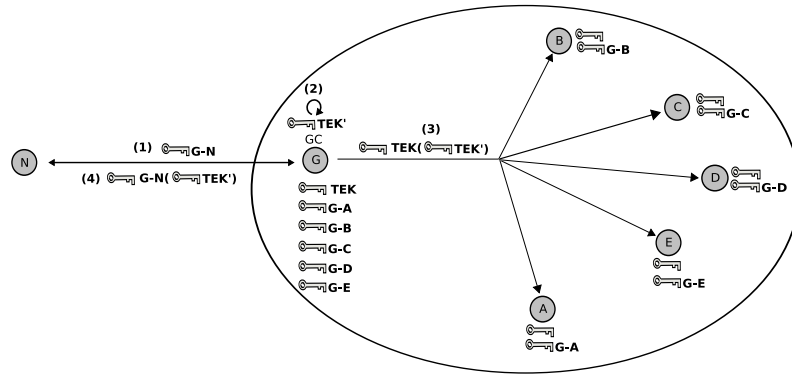 B
G-B
(2)
TEK'
GC
G
(1) G-N
N
(4) G-N( TEK')
(3)
TEK( TEK')
C
G-C
D
G-D
TEK
G-A
G-B
G-C
G-D
G-E
E
G-E
A
G-A